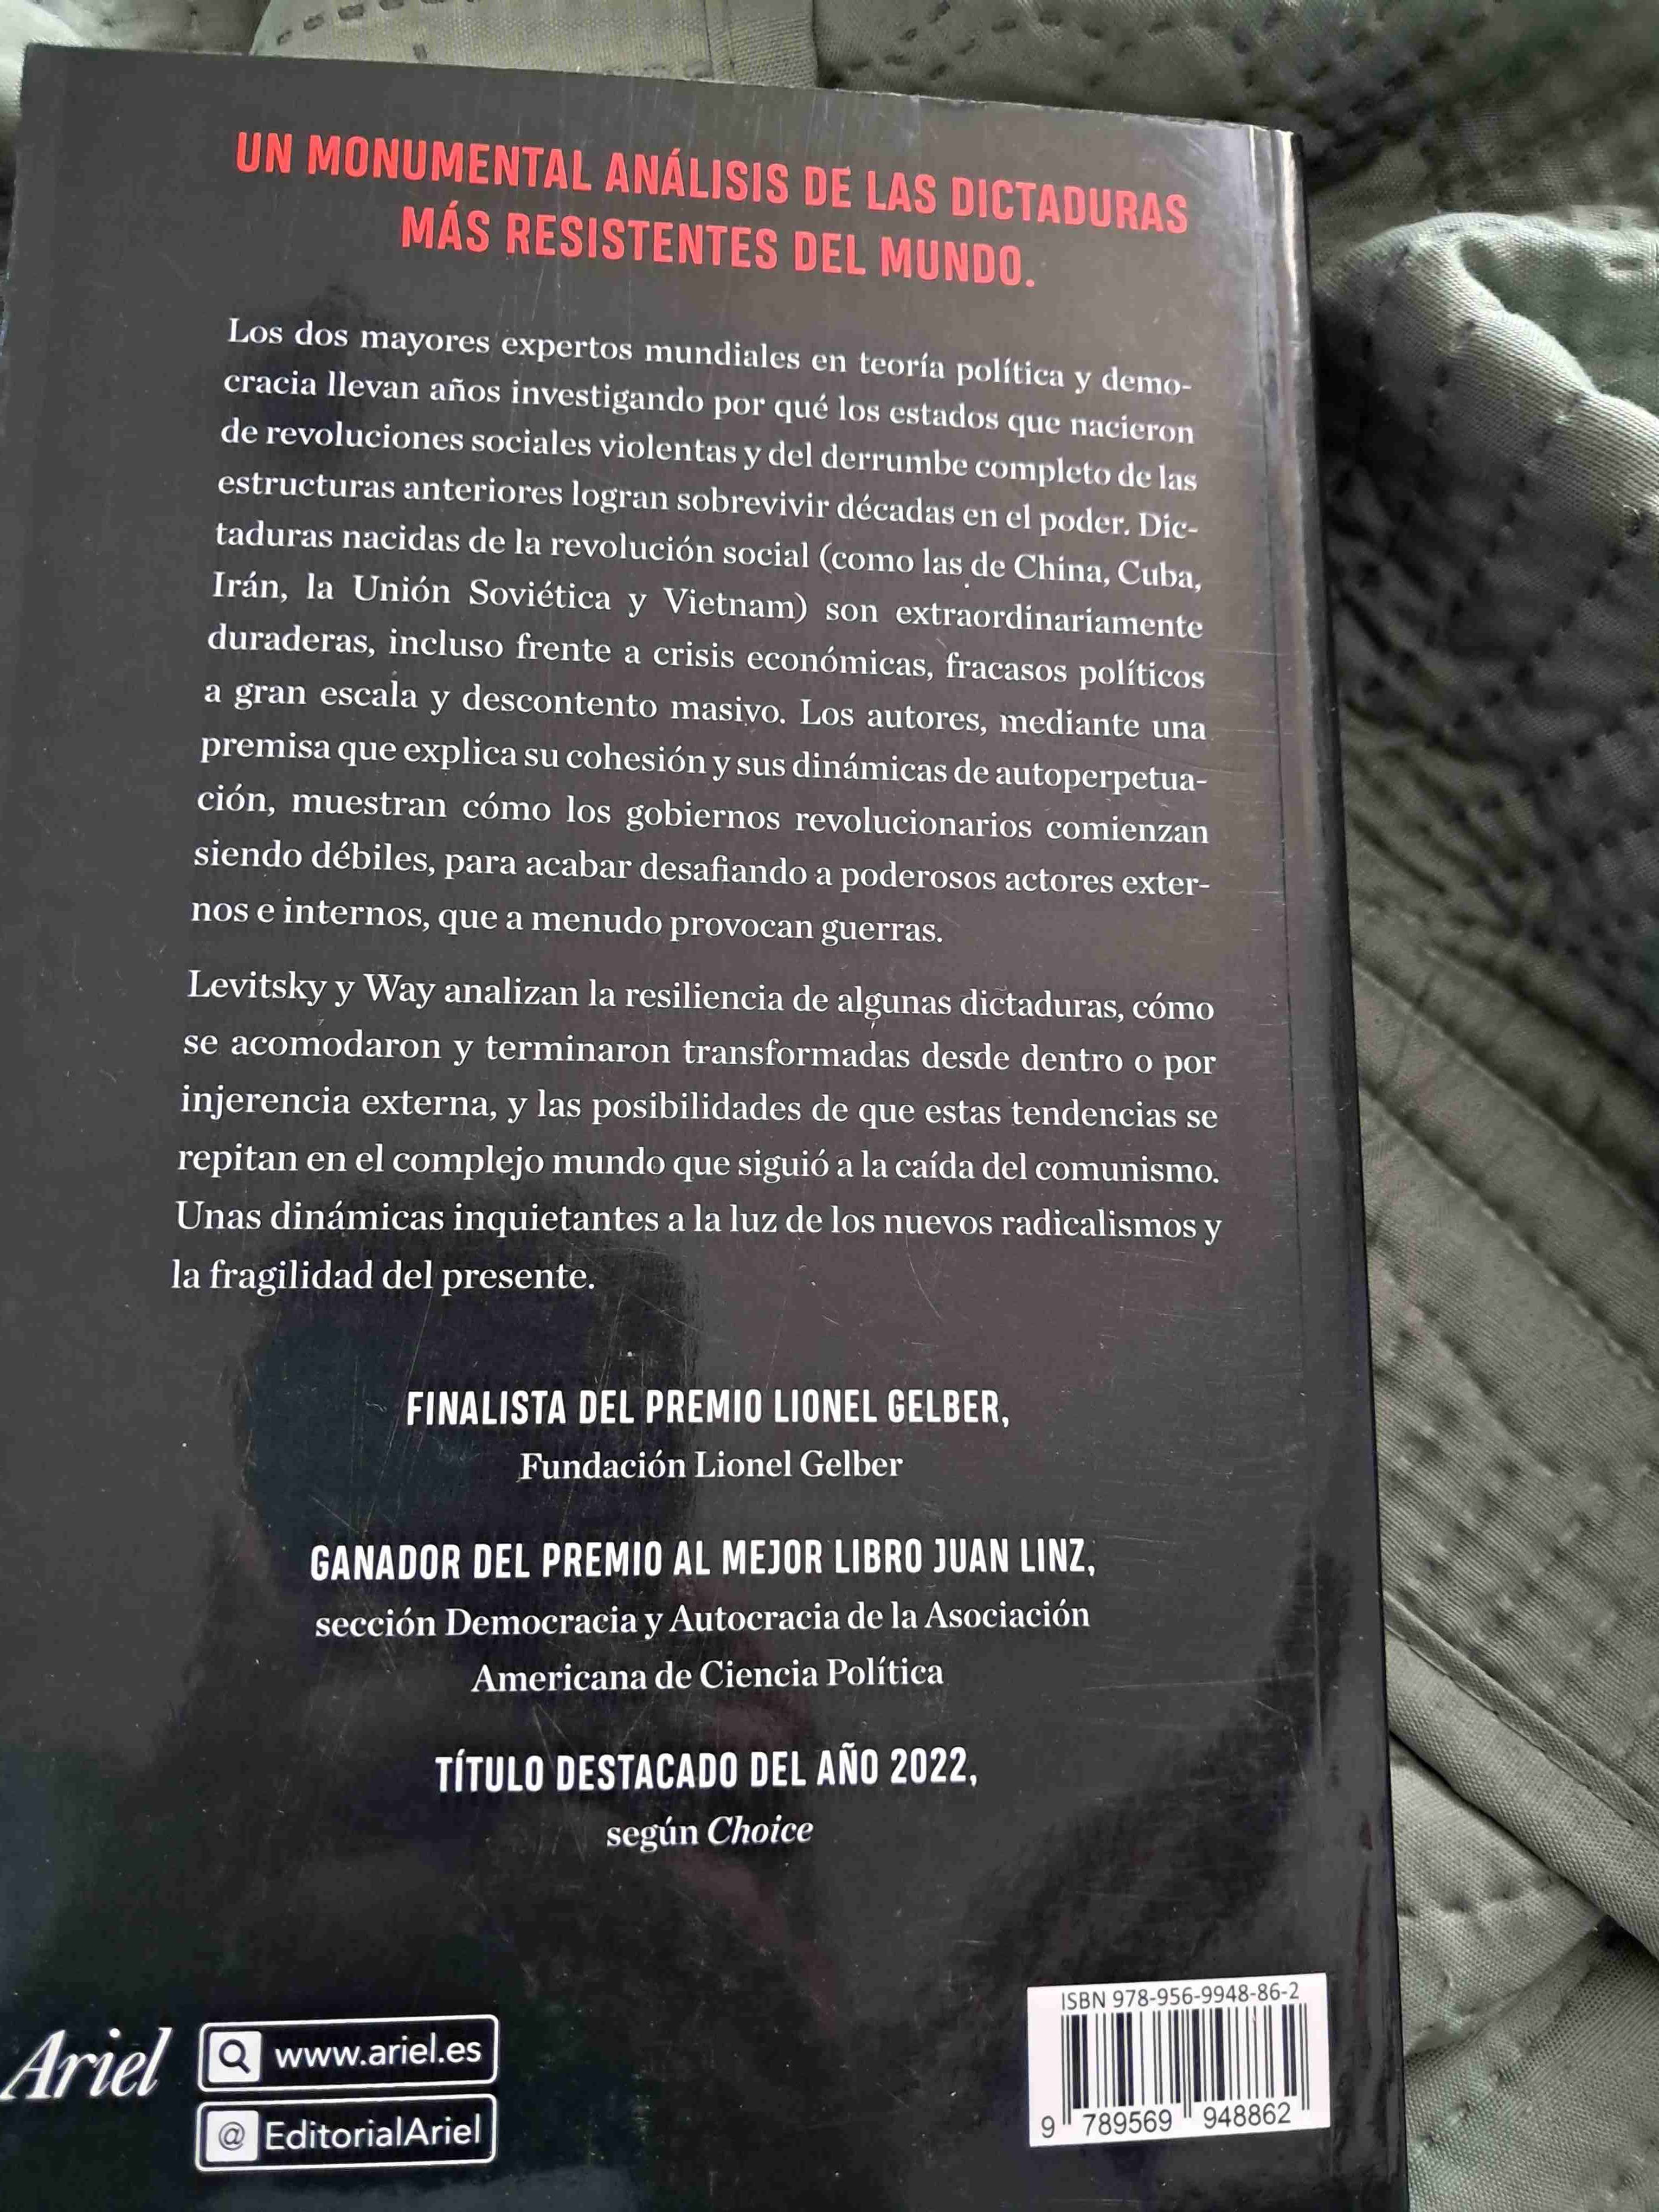 UN MONUMENTAL ANÁLISIS DE LAS DICTADURAS
MÁS RESISTENTES DEL MUNDO.
Los dos mayores expertos mundiales en teoría política y demo-
cracia llevan años investigando por qué los estados que nacieron
de revoluciones sociales violentas y del derrumbe completo de las
estructuras anteriores logran sobrevivir décadas en el poder. Dic-
taduras nacidas de la revolución social (como las de China, Cuba,
Irán, la Unión Soviética y Vietnam) son extraordinariamente
duraderas, incluso frente a crisis económicas, fracasos políticos
a gran escala y descontento masivo. Los autores, mediante una
premisa que explica su cohesión y sus dinámicas de autoperpetua-
ción, muestran cómo los gobiernos revolucionarios comienzan
siendo débiles, para acabar desafiando a poderosos actores exter-
nos e internos, que a menudo provocan guerras.
Levitsky y Way analizan la resiliencia de algunas dictaduras, cómo
se acomodaron y terminaron transformadas desde dentro o por
injerencia externa, y las posibilidades de que estas tendencias se
repitan en el complejo mundo que siguió a la caída del comunismo.
Unas dinámicas inquietantes a la luz de los nuevos radicalismos y
la fragilidad del presente.
FINALISTA DEL PREMIO LIONEL GELBER,
Fundación Lionel Gelber
GANADOR DEL PREMIO AL MEJOR LIBRO JUAN LINZ,
sección Democracia y Autocracia de la Asociación
Americana de Ciencia Política
TÍTULO DESTACADO DEL AÑO 2022,
según Choice
Ariel
www.ariel.es
@ EditorialAriel
ISBN 978-956-9948-86-2
9 789569 948862